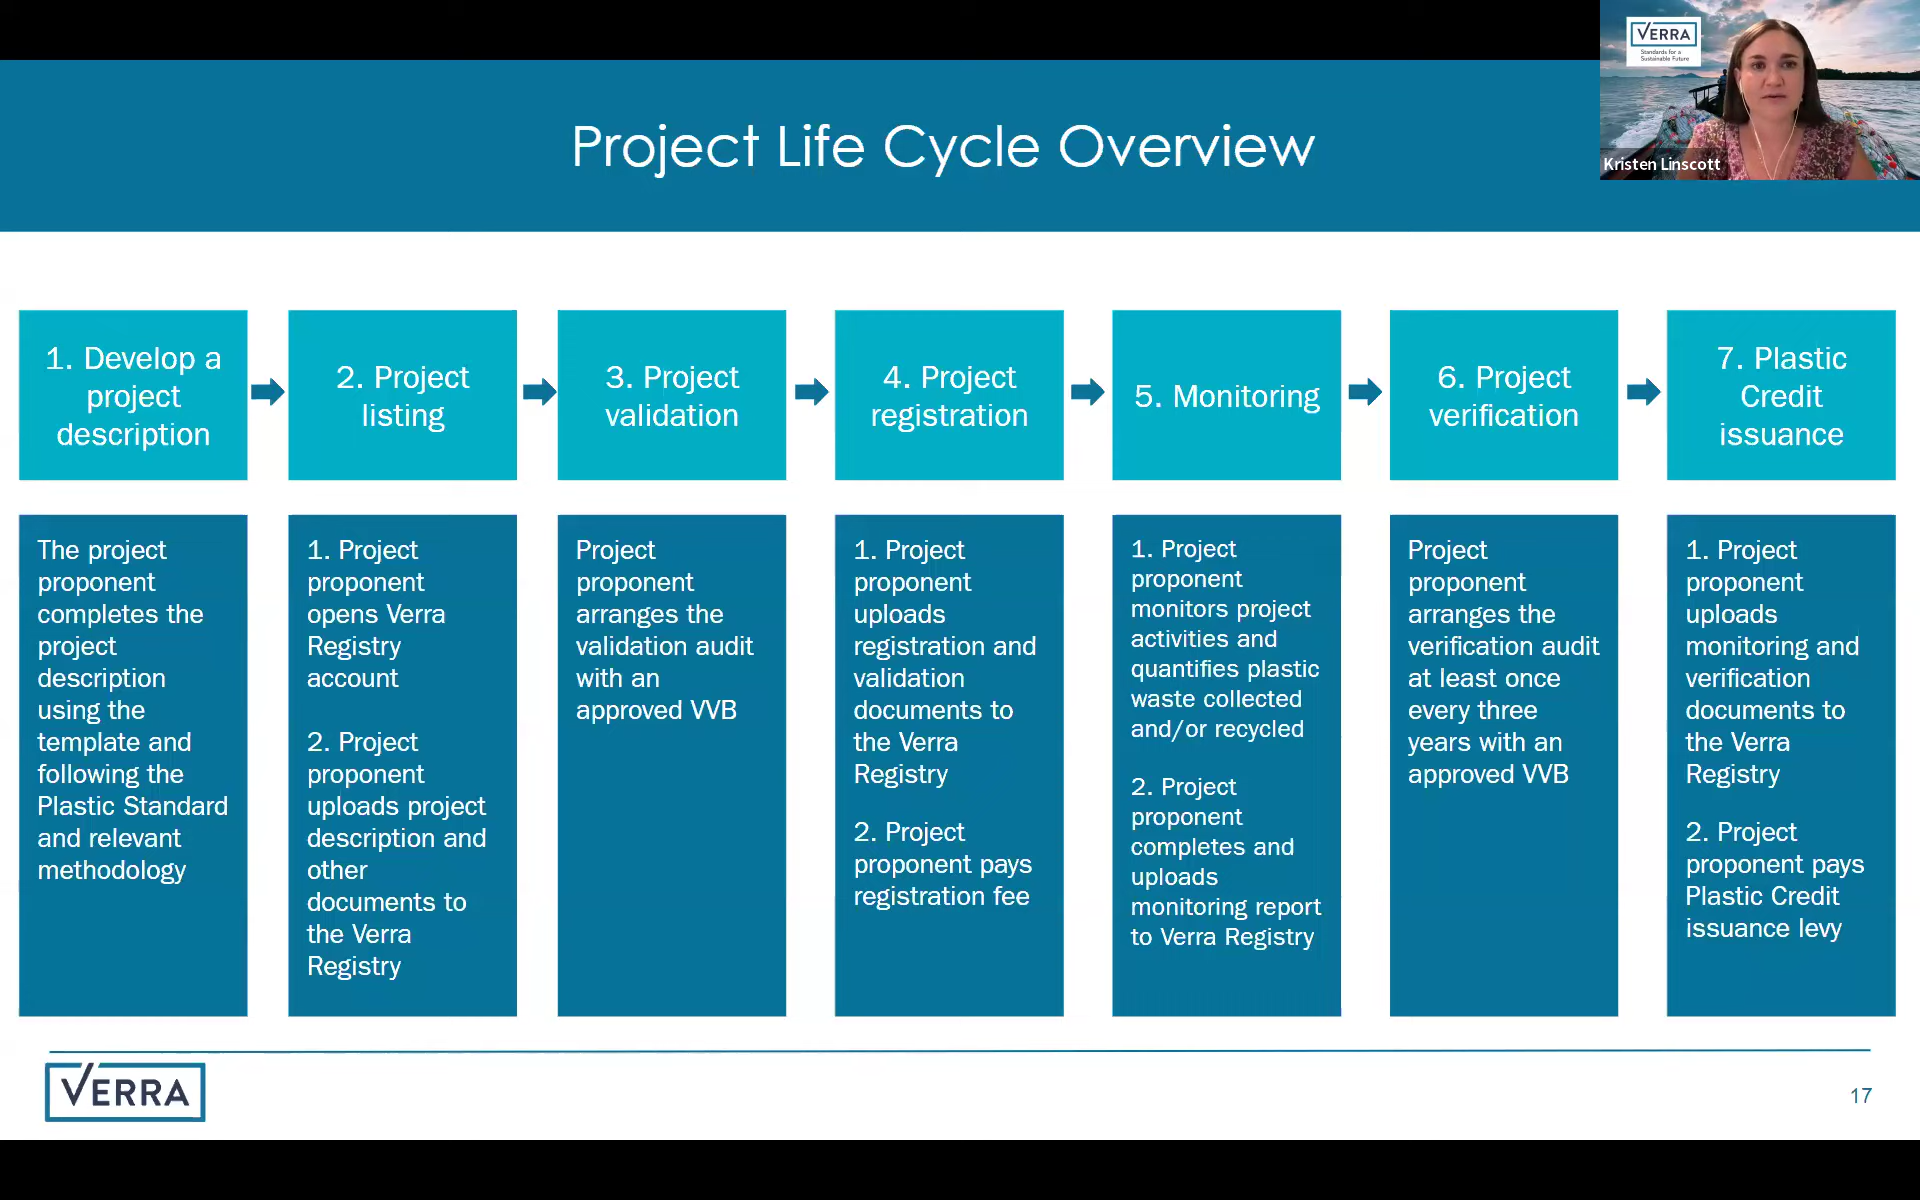 VERRA
Standards for a
Sustainable Future
Kristen Linscott
Project Life Cycle Overview
1. Develop a
project
description
2. Project
listing
3. Project
validation
4. Project
registration
5. Monitoring
6. Project
verification
7. Plastic
Credit
issuance
The project
proponent
completes the
project
description
using the
template and
following the
Plastic Standard
and relevant
methodology
1. Project
proponent
opens Verra
Registry
account
2. Project
proponent
uploads project
description and
other
documents to
the Verra
Registry
Project
proponent
arranges the
validation audit
with an
approved VVB
1. Project
proponent
uploads
registration and
validation
documents to
the Verra
Registry
2. Project
proponent pays
registration fee
1. Project
proponent
monitors project
activities and
quantifies plastic
waste collected
and/or recycled
2. Project
proponent
completes and
uploads
monitoring report
to Verra Registry
Project
proponent
arranges the
verification audit
at least once
every three
years with an
approved VVB
1. Project
proponent
uploads
monitoring and
verification
documents to
the Verra
Registry
2. Project
proponent pays
Plastic Credit
issuance levy
VERRA
17